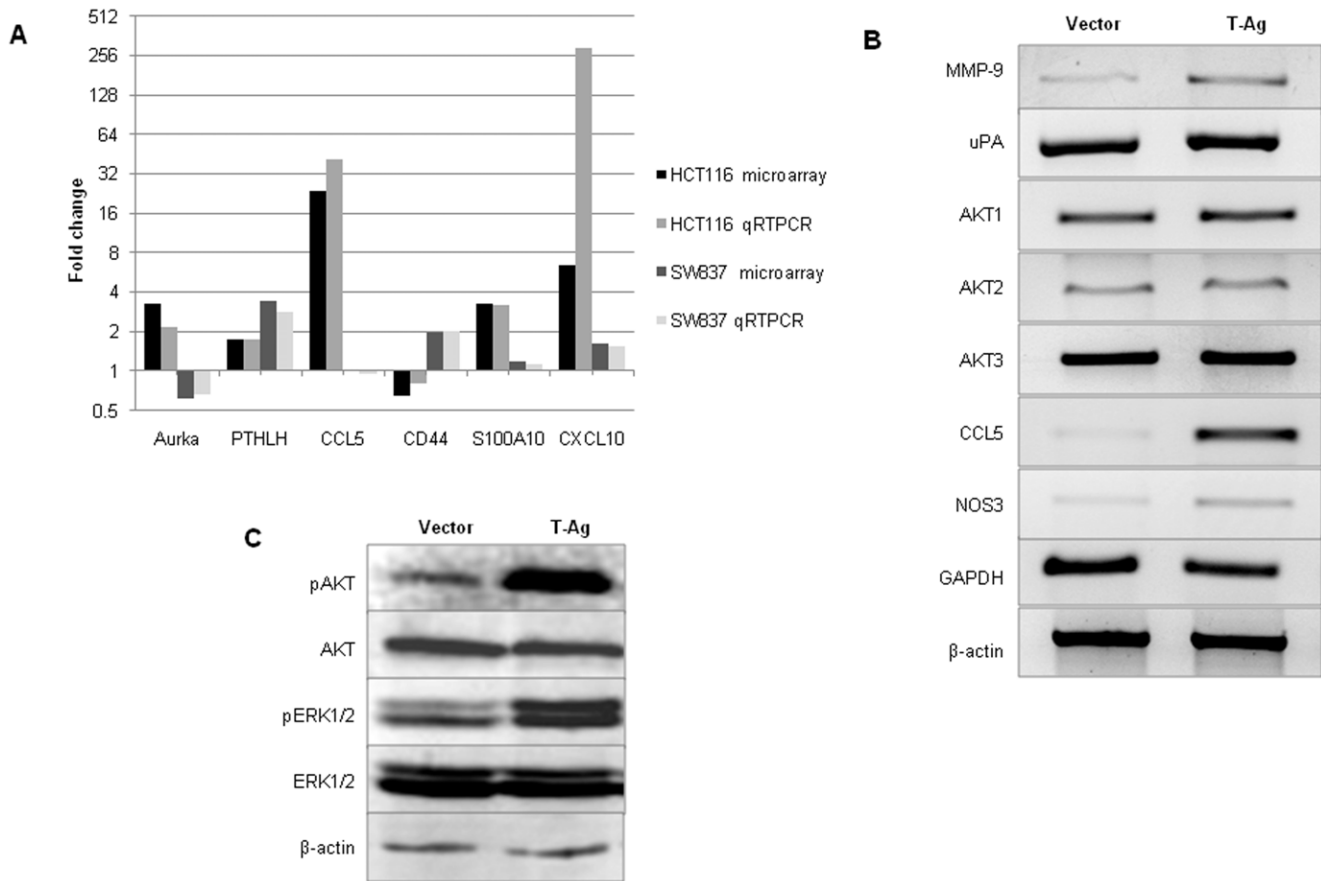 A
Fold change
512
256
128
64
32
16
8
4
2
1
0.5
Aurka PTHLH CCL5 CD44 S100A10 CXCL10
HCT116 microarray
HCT116 qRTPCR
SW837 microarray
SW837 qRTPCR
B
Vector T-Ag
MMP-9
uPA
AKT1
AKT2
AKT3
CCL5
NOS3
GAPDH
β-actin
C
Vector T-Ag
pAKT
AKT
pERK1/2
ERK1/2
β-actin